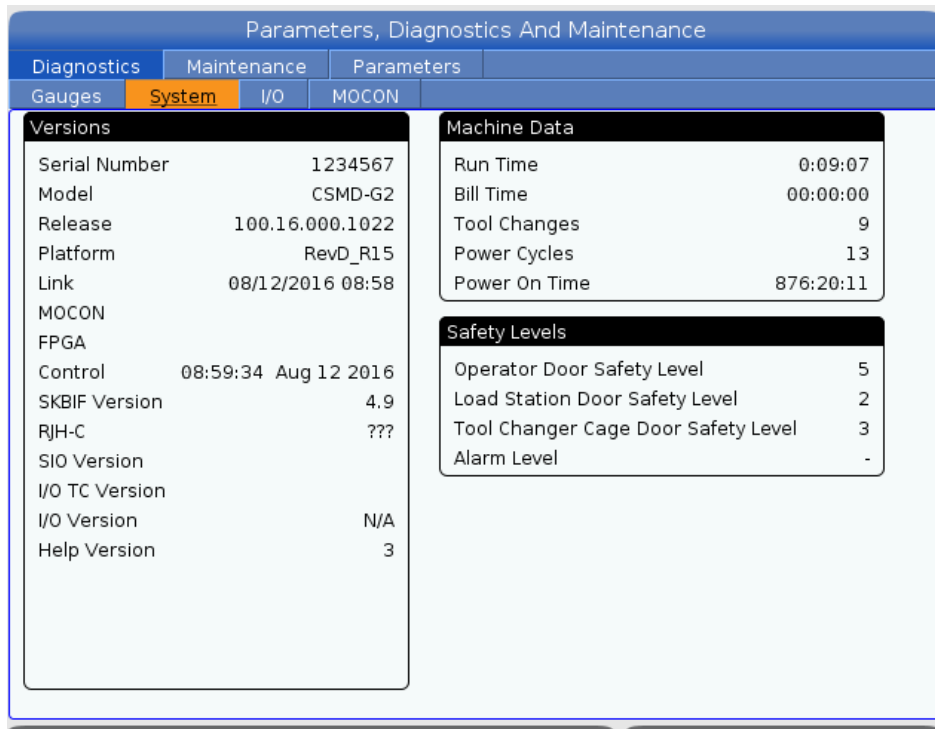 Parameters, Diagnostics And Maintenance
Diagnostics Maintenance Parameters
Gauges System I/O MOCON
Versions
Serial Number 1234567
Model CSMD-G2
Release 100.16.000.1022
Platform RevD_R15
Link 08/12/2016 08:58
MOCON
FPGA
Control 08:59:34 Aug 12 2016
SKBIF Version 4.9
RJH-C ???
SIO Version
I/O TC Version
I/O Version N/A
Help Version 3
Machine Data
Run Time 0:09:07
Bill Time 00:00:00
Tool Changes 9
Power Cycles 13
Power On Time 876:20:11
Safety Levels
Operator Door Safety Level 5
Load Station Door Safety Level 2
Tool Changer Cage Door Safety Level 3
Alarm Level -